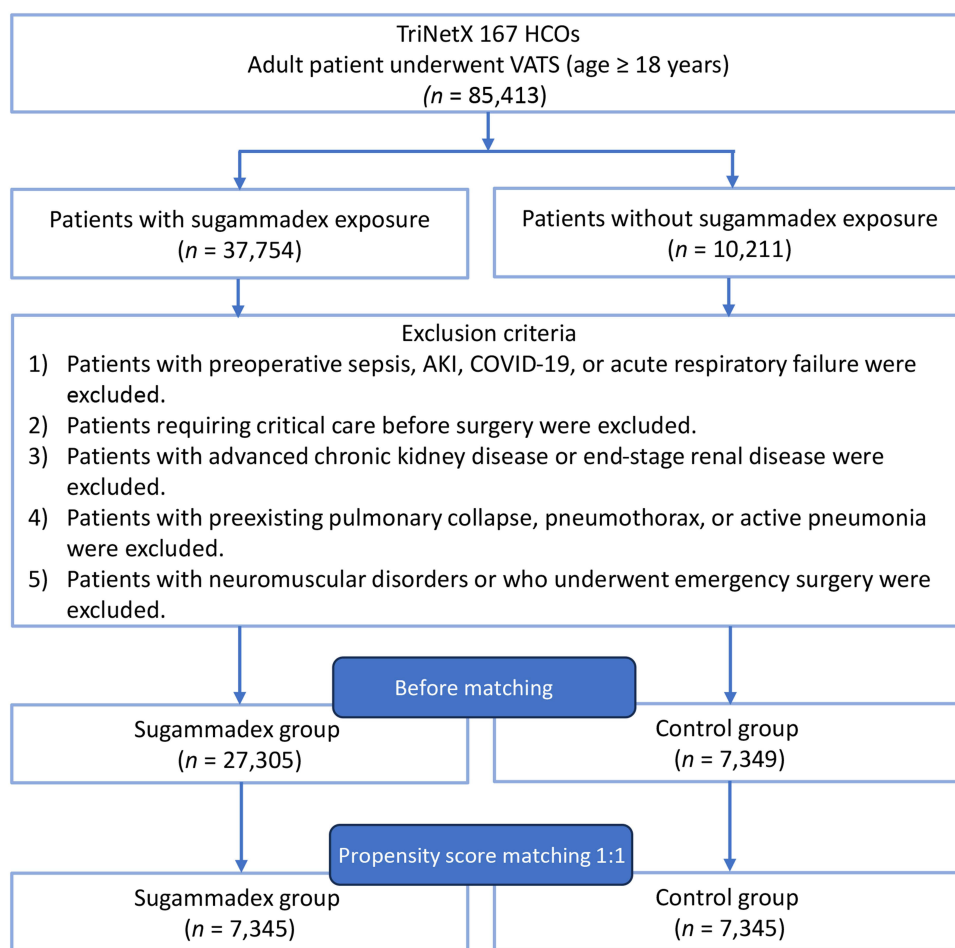 TriNetX 167 HCOs
Adult patient underwent VATS (age ≥ 18 years)
(n = 85,413)
Patients with sugammadex exposure
(n = 37,754)
Patients without sugammadex exposure
(n = 10,211)
Exclusion criteria
1) Patients with preoperative sepsis, AKI, COVID-19, or acute respiratory failure were
excluded.
2) Patients requiring critical care before surgery were excluded.
3) Patients with advanced chronic kidney disease or end-stage renal disease were
excluded.
4) Patients with preexisting pulmonary collapse, pneumothorax, or active pneumonia
were excluded.
5) Patients with neuromuscular disorders or who underwent emergency surgery were
excluded.
Before matching
Sugammadex group
(n = 27,305)
Control group
(n = 7,349)
Propensity score matching 1:1
Sugammadex group
(n = 7,345)
Control group
(n = 7,345)